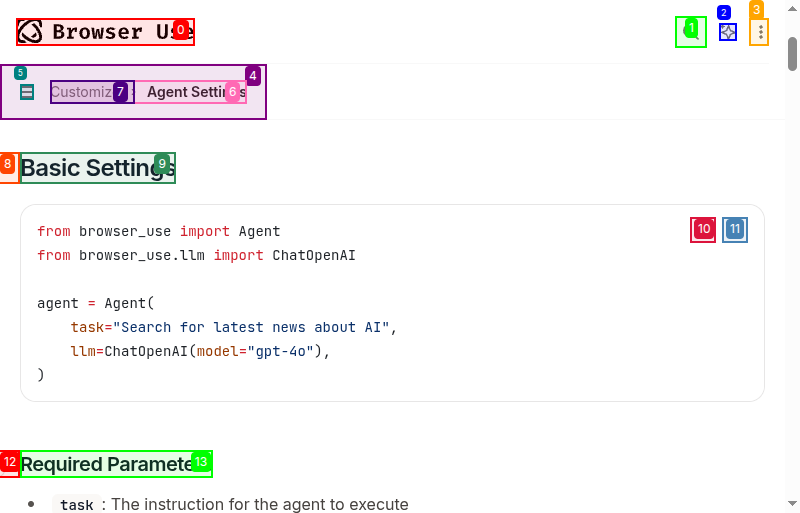 Browser Use
0
1
2
3
4
5
Customiz
7
Agent Settings
6
8
Basic Settings
9
from browser_use import Agent
10
11
from browser_use.llm import ChatOpenAI
agent = Agent(
task="Search for latest news about AI",
llm=ChatOpenAI(model="gpt-4o"),
)
12
Required Paramete
13
• task : The instruction for the agent to execute